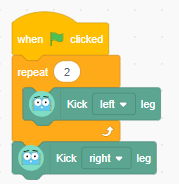 when clicked
repeat 2
Kick left leg
Kick right leg